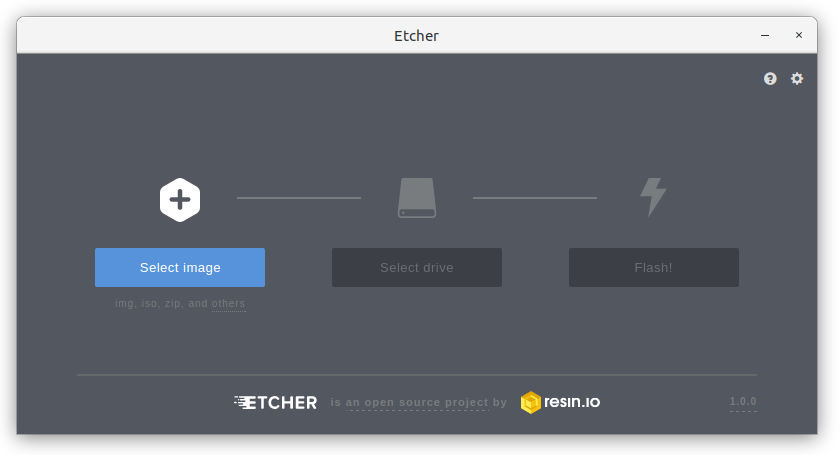 Etcher
Select image
Select drive
Flash!
img, iso, zip, and others
ETCHER is an open source project by resin.io
1.0.0